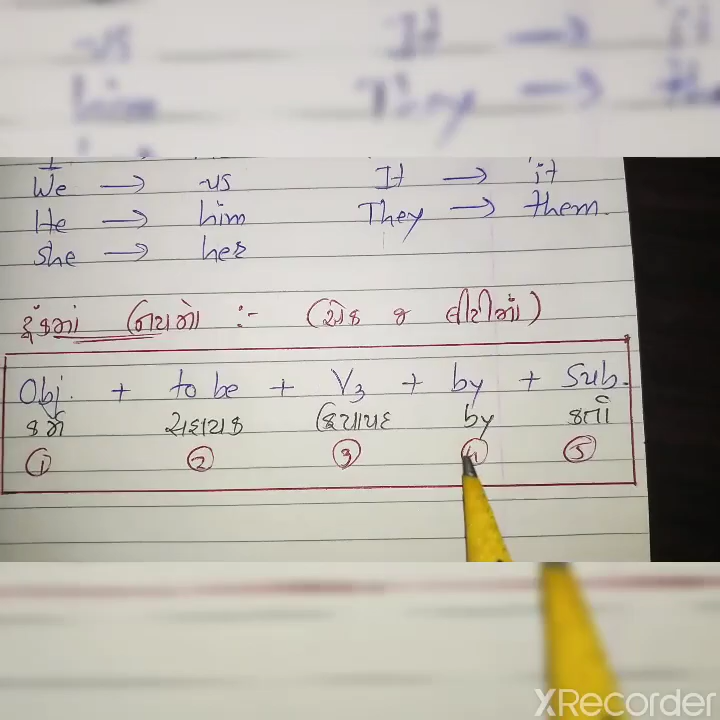 We → us It → it
He → him They → them.
she → her
ટૂંકમાં નિયમો :- (એક જ લીટીમાં)
Obj. + to be + V3 + by + Sub.
કર્મ સહાયક ક્રિયાપદ by કર્તા
① ② ③ ④ ⑤
XRecorder